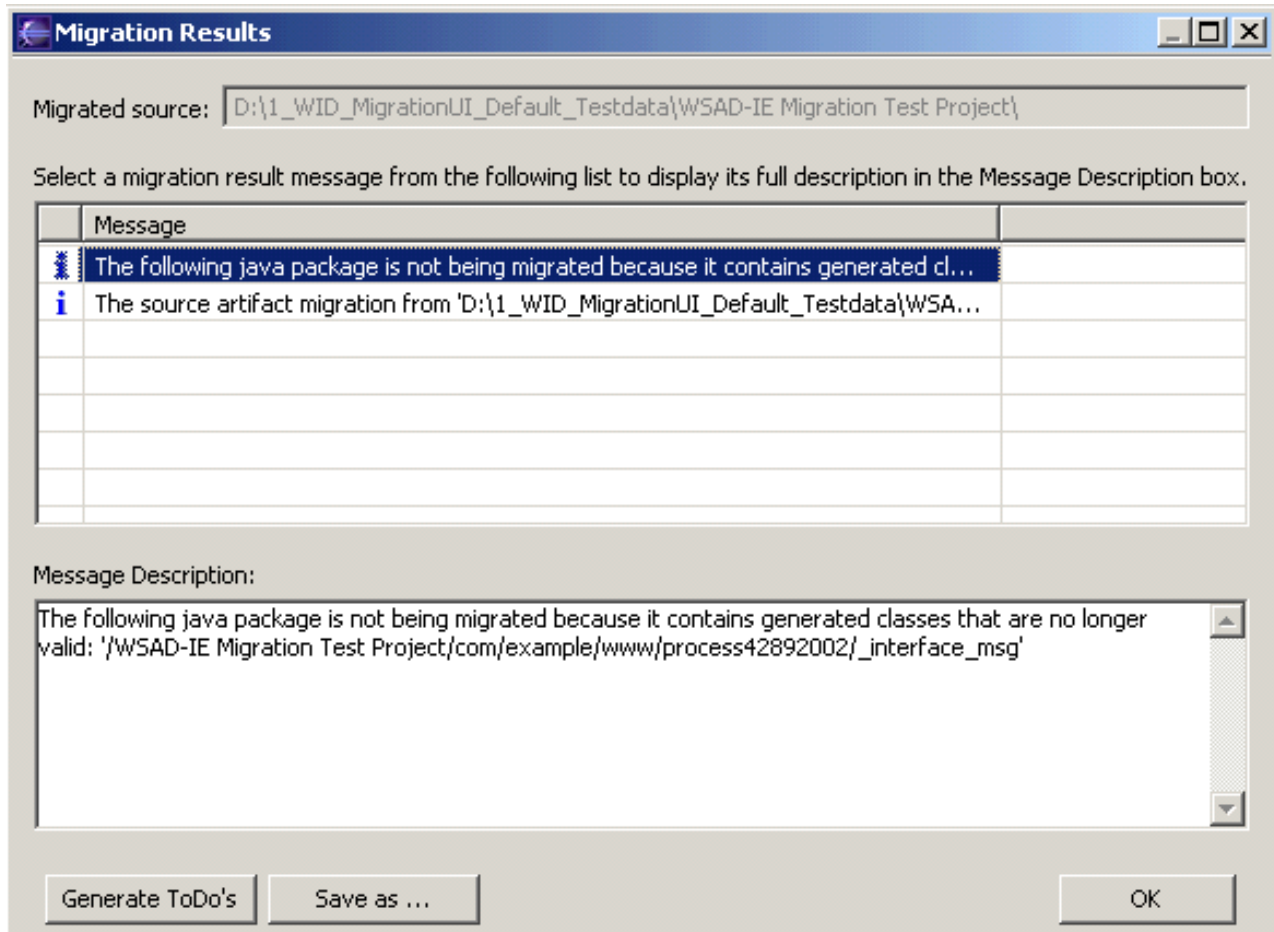 Migration Results
Migrated source: D:\1_WID_MigrationUI_Default_Testdata\WSAD-IE Migration Test Project\
Select a migration result message from the following list to display its full description in the Message Description box.
Message
The following java package is not being migrated because it contains generated cl...
i The source artifact migration from 'D:\1_WID_MigrationUI_Default_Testdata\WSA...
Message Description:
The following java package is not being migrated because it contains generated classes that are no longer
valid: '/WSAD-IE Migration Test Project/com/example/www/process42892002/_interface_msg'
Generate ToDo's Save as ... OK